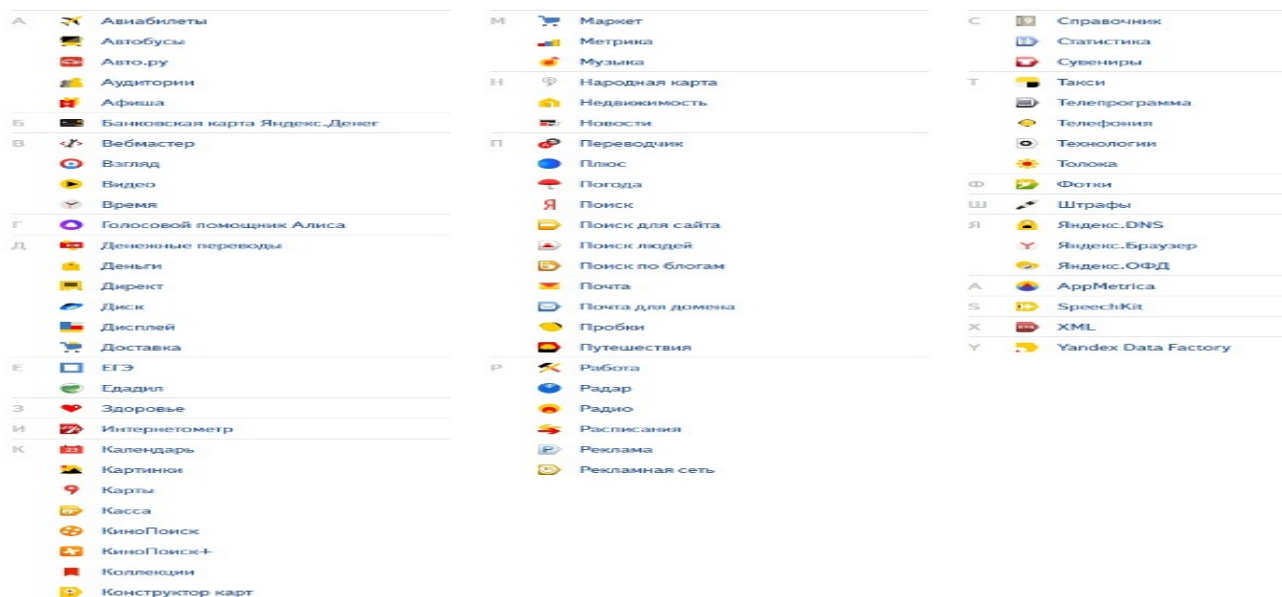 А Авиабилеты
Автобусы
Авто.ру
Аудитории
Афиша
Б Банковская карта Яндекс.Денег
В Вебмастер
Взгляд
Видео
Время
Г Голосовой помощник Алиса
Д Денежные переводы
Деньги
Директ
Диск
Дисплей
Доставка
Е ЕГЭ
Едадил
З Здоровье
И Интернетометр
К 23 Календарь
Картинки
Карты
Касса
КиноПоиск
КиноПоиск+
Коллекции
Конструктор карт
М Маркет
Метрика
Музыка
Н Народная карта
Недвижимость
Новости
П Переводчик
Плюс
Погода
Я Поиск
Поиск для сайта
Поиск людей
Поиск по блогам
Почта
Почта для домена
Пробки
Путешествия
Р Работа
Радар
Радио
Расписания
Р Реклама
Рекламная сеть
С 19 Справочник
Статистика
Сувениры
Т Такси
Телепрограмма
Телефония
Технологии
Толока
Ф Фотки
Ш Штрафы
Я Яндекс.DNS
Яндекс.Браузер
Яндекс.ОФД
A AppMetrica
S SpeechKit
X XML
Y Yandex Data Factory